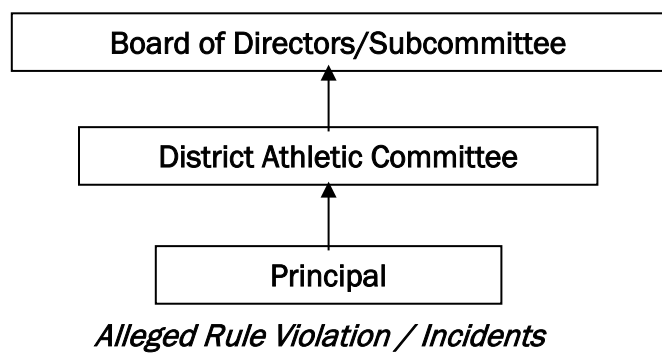 Board of Directors/Subcommittee
District Athletic Committee
Principal
Alleged Rule Violation / Incidents